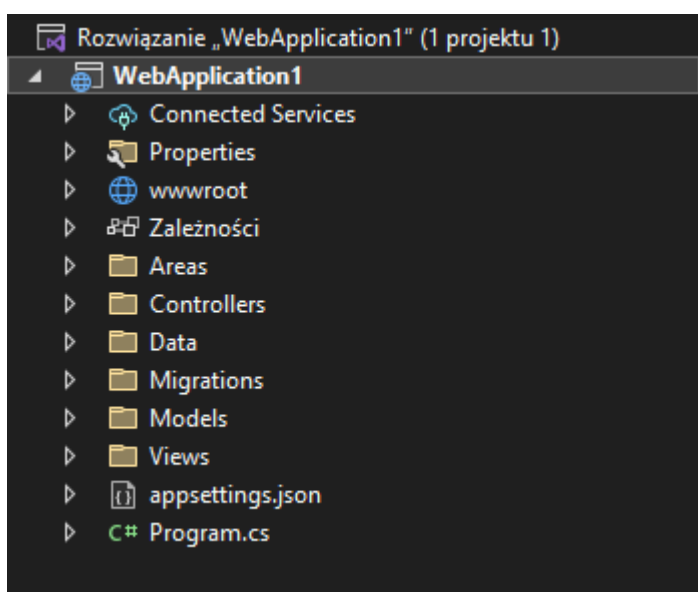 Rozwiązanie „WebApplication1” (1 projektu 1)
WebApplication1
Connected Services
Properties
wwwroot
Zależności
Areas
Controllers
Data
Migrations
Models
Views
appsettings.json
C# Program.cs